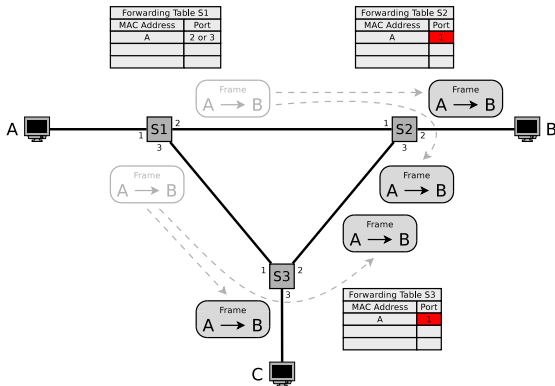 Forwarding Table S1
MAC Address Port
A 2 or 3
Forwarding Table S2
MAC Address Port
A 1
Frame
A B
Frame
A B
A
1 S1 2
3
1 S2 2
3
B
Frame
A B
Frame
A B
Frame
A B
1 S3 2
3
Frame
A B
Forwarding Table S3
MAC Address Port
A 1
C